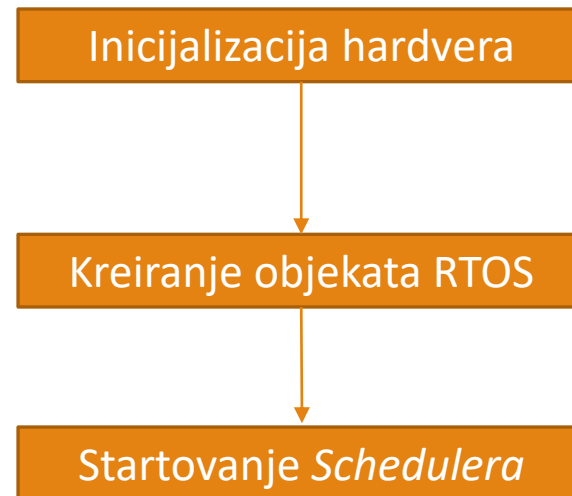 Inicijalizacija hardvera
Kreiranje objekata RTOS
Startovanje Schedulera